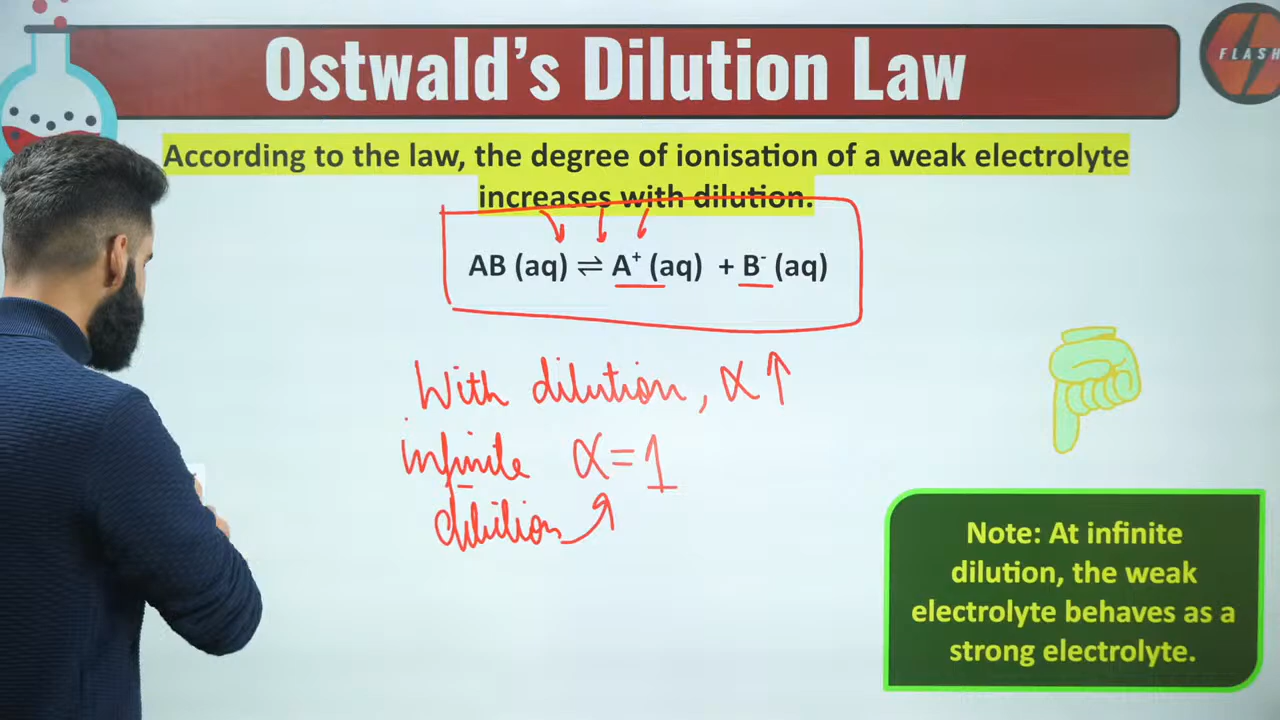 Ostwald's Dilution Law
FLASH
According to the law, the degree of ionisation of a weak electrolyte
increases with dilution.
AB (aq) ⇌ A⁺ (aq) + B⁻ (aq)
With dilution, α ↑
infinite α = 1
dilution
Note: At infinite
dilution, the weak
electrolyte behaves as a
strong electrolyte.